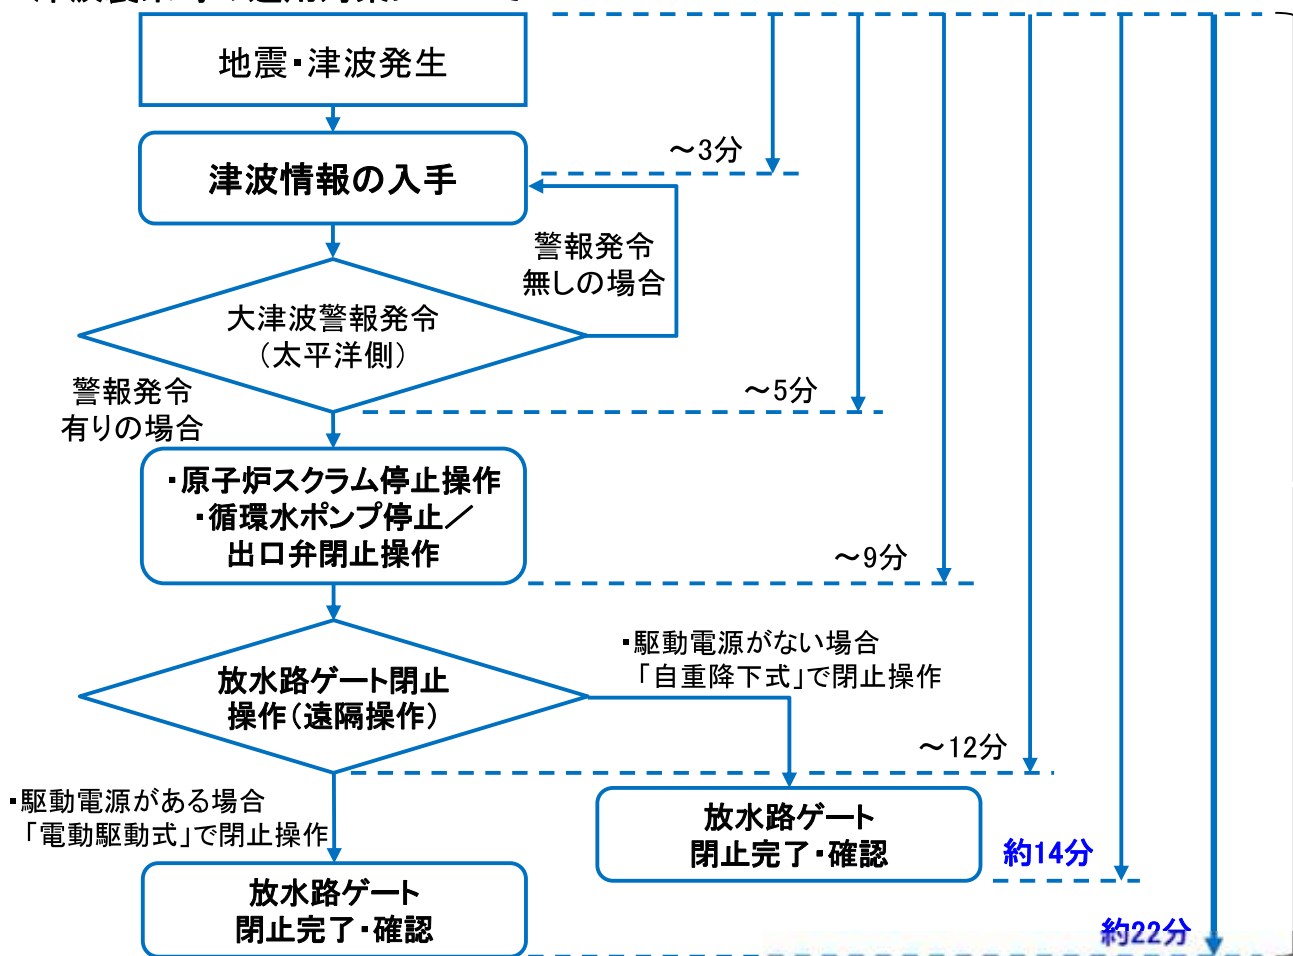 地震・津波発生
津波情報の入手
～3分
警報発令
無しの場合
大津波警報発令
（太平洋側）
警報発令
有りの場合
～5分
・原子炉スクラム停止操作
・循環水ポンプ停止／
出口弁閉止操作
～9分
放水路ゲート閉止
操作（遠隔操作）
・駆動電源がない場合
「自重降下式」で閉止操作
～12分
・駆動電源がある場合
「電動駆動式」で閉止操作
放水路ゲート
閉止完了・確認
約14分
放水路ゲート
閉止完了・確認
約22分